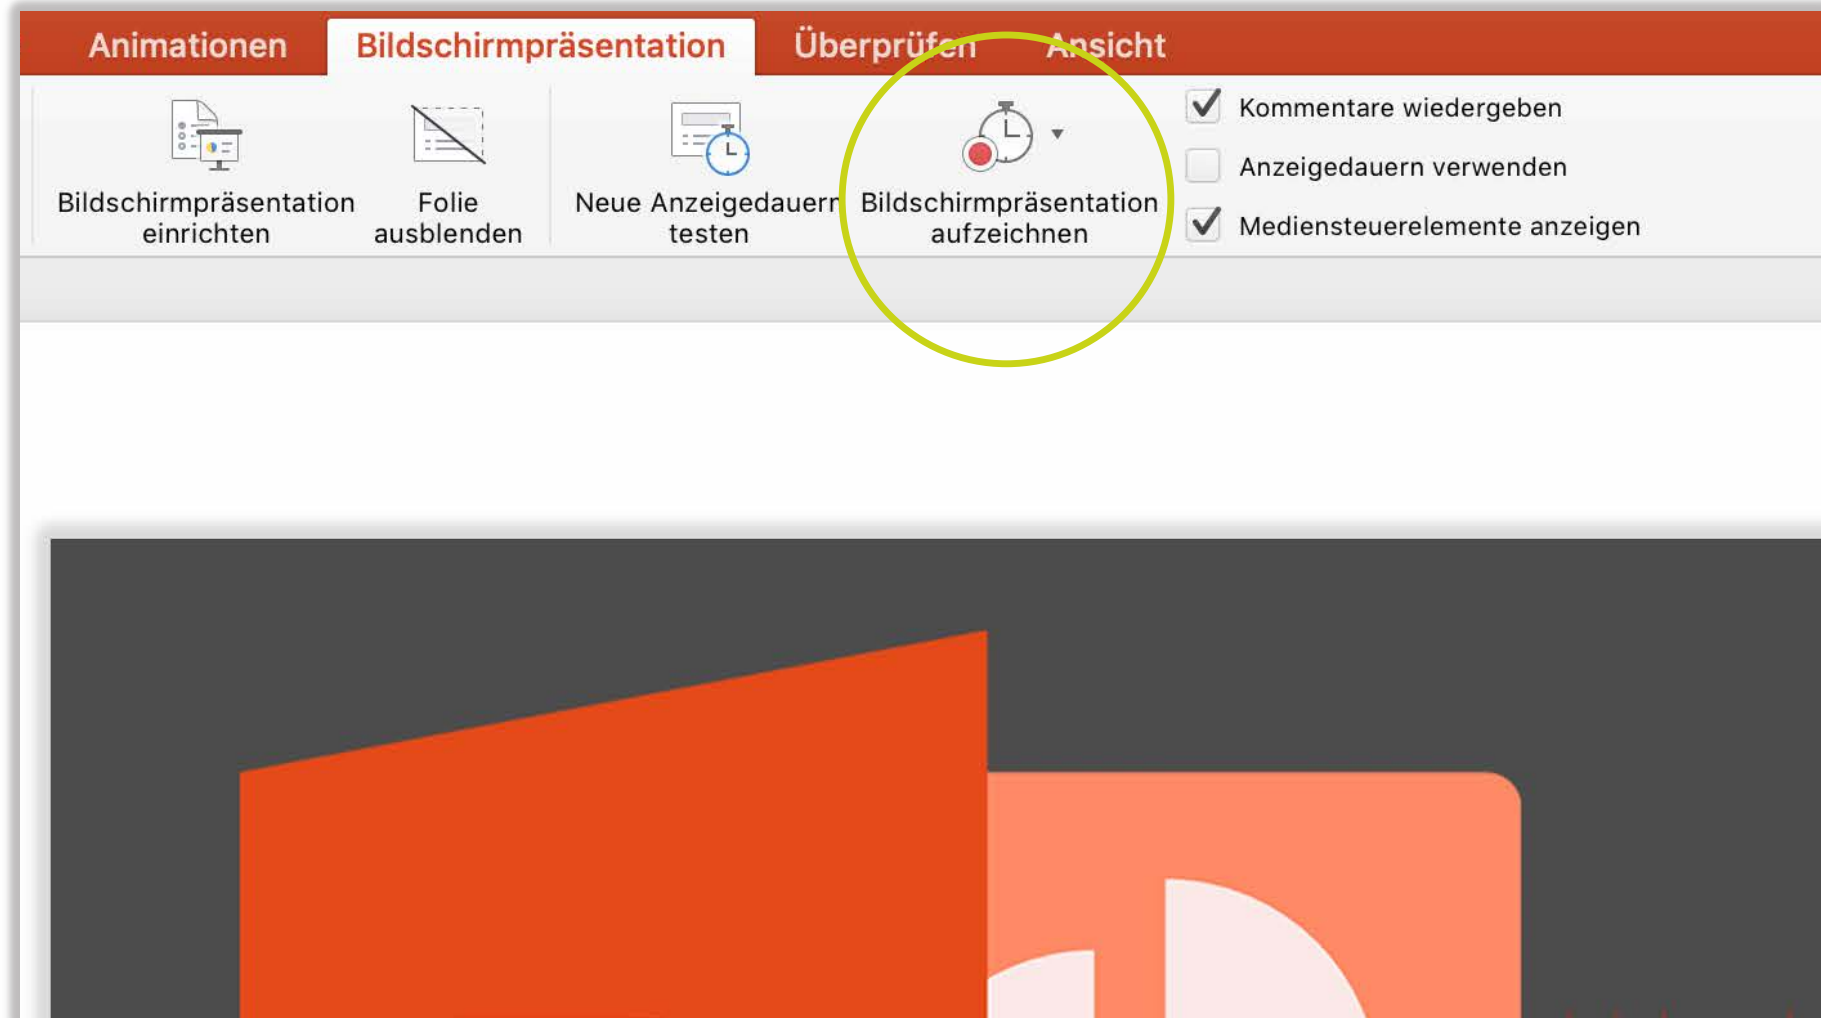 Animationen Bildschirmpräsentation Überprüfen Ansicht
Bildschirmpräsentation
einrichten
Folie
ausblenden
Neue Anzeigedauern
testen
Bildschirmpräsentation
aufzeichnen
Kommentare wiedergeben
Anzeigedauern verwenden
Mediensteuerelemente anzeigen